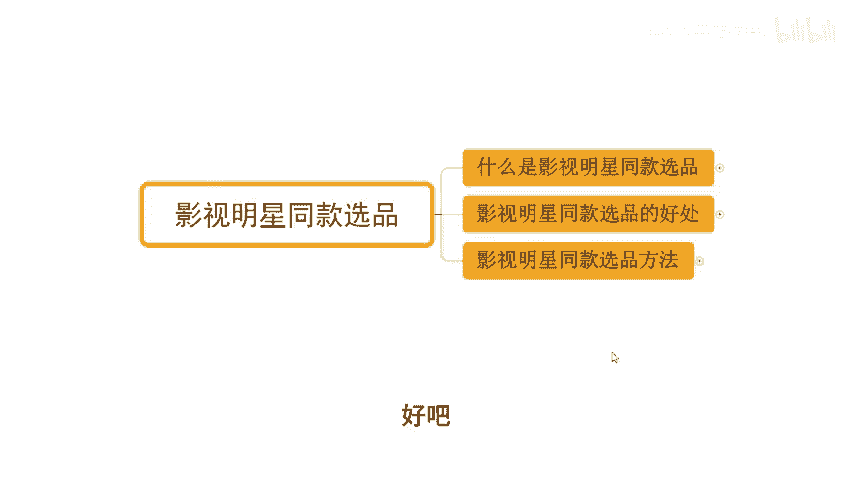 什么是影视明星同款选品
影视明星同款选品
影视明星同款选品的好处
影视明星同款选品方法
好吧